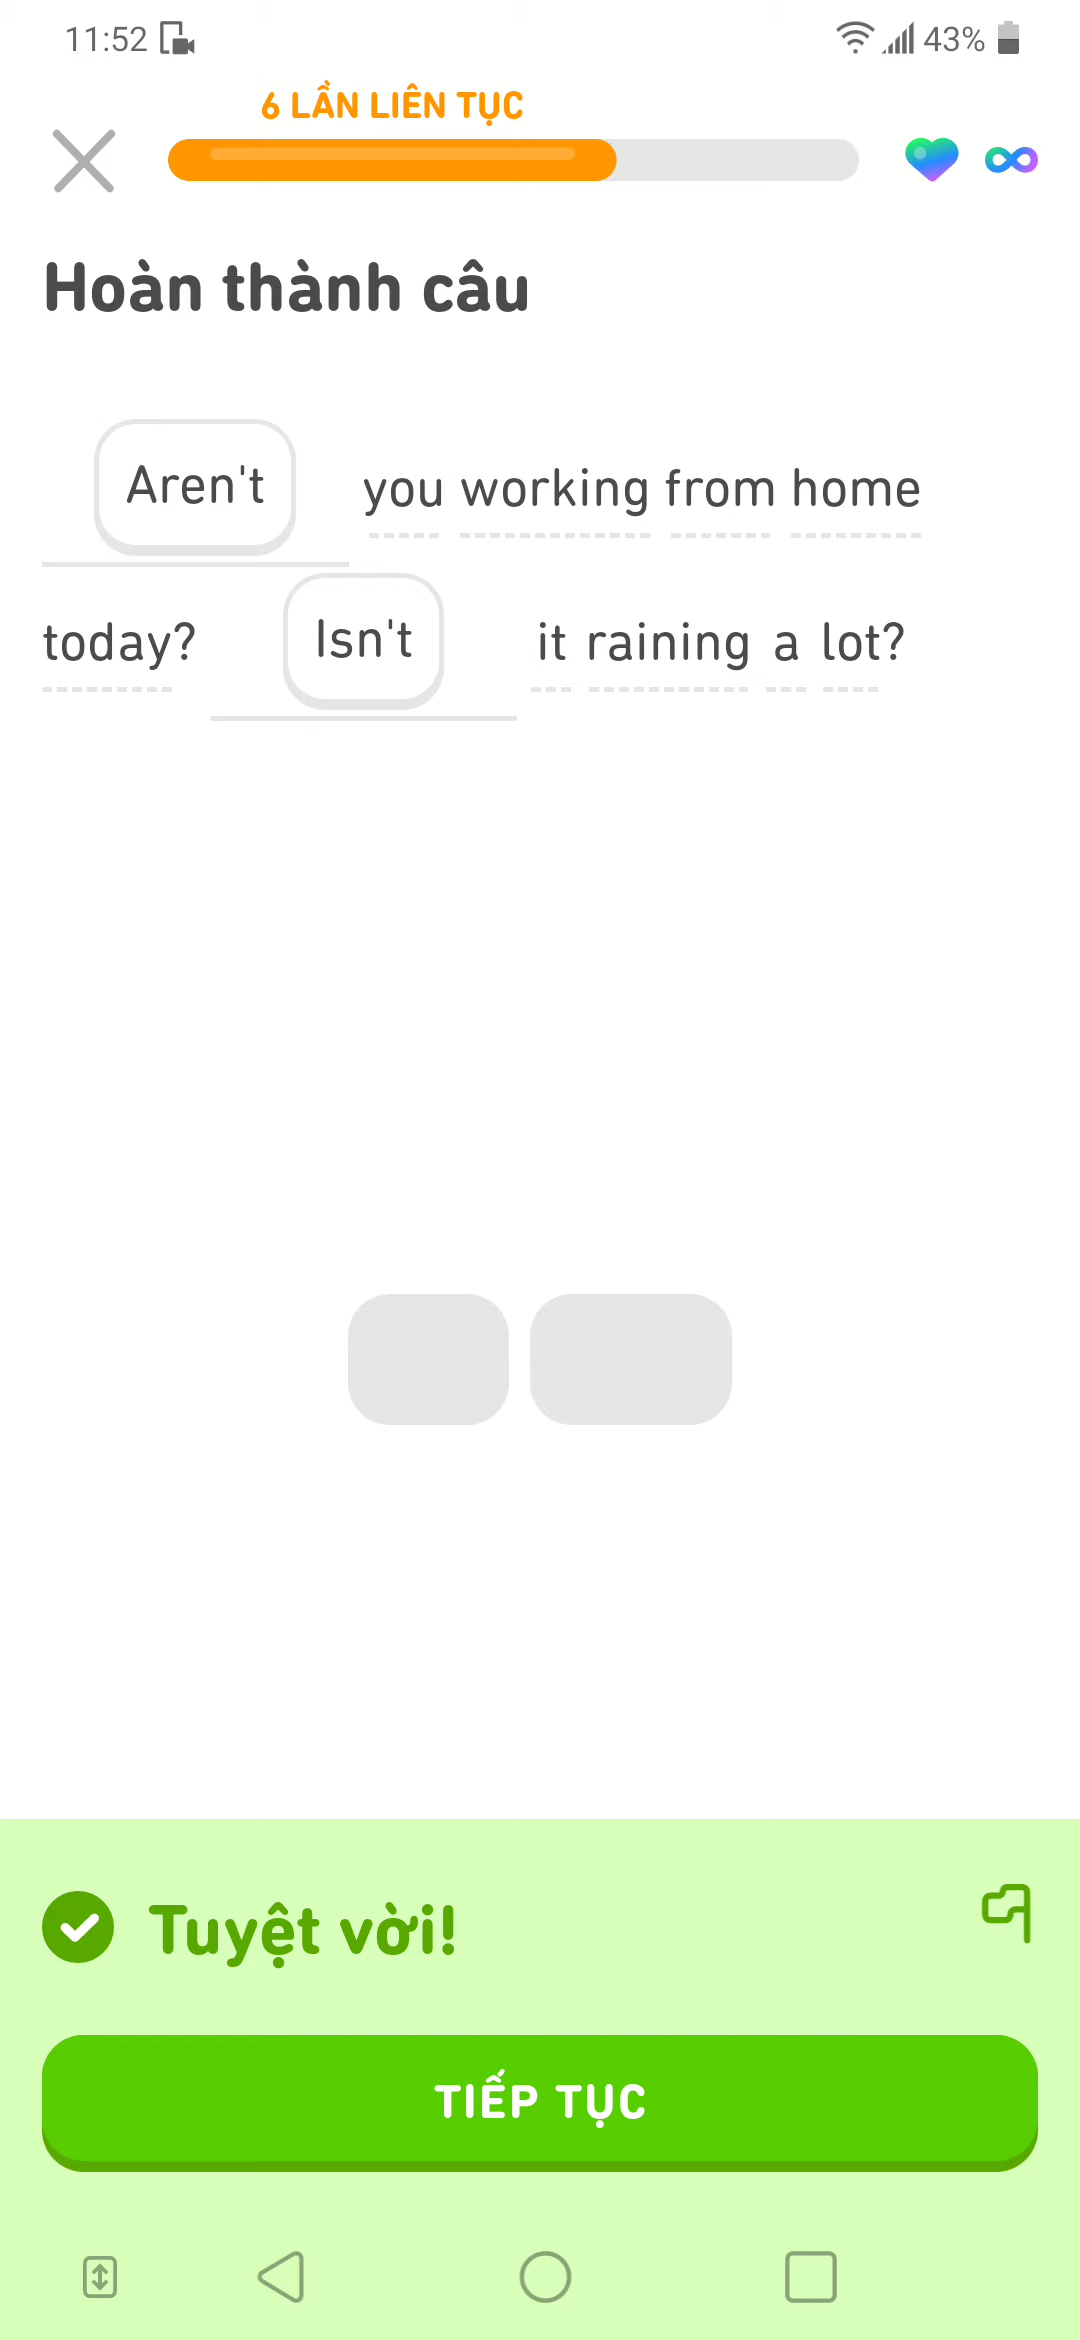 11:52
43%
6 LẦN LIÊN TỤC
Hoàn thành câu
Aren't you working from home
today? Isn't it raining a lot?
Tuyệt vời!
TIẾP TỤC